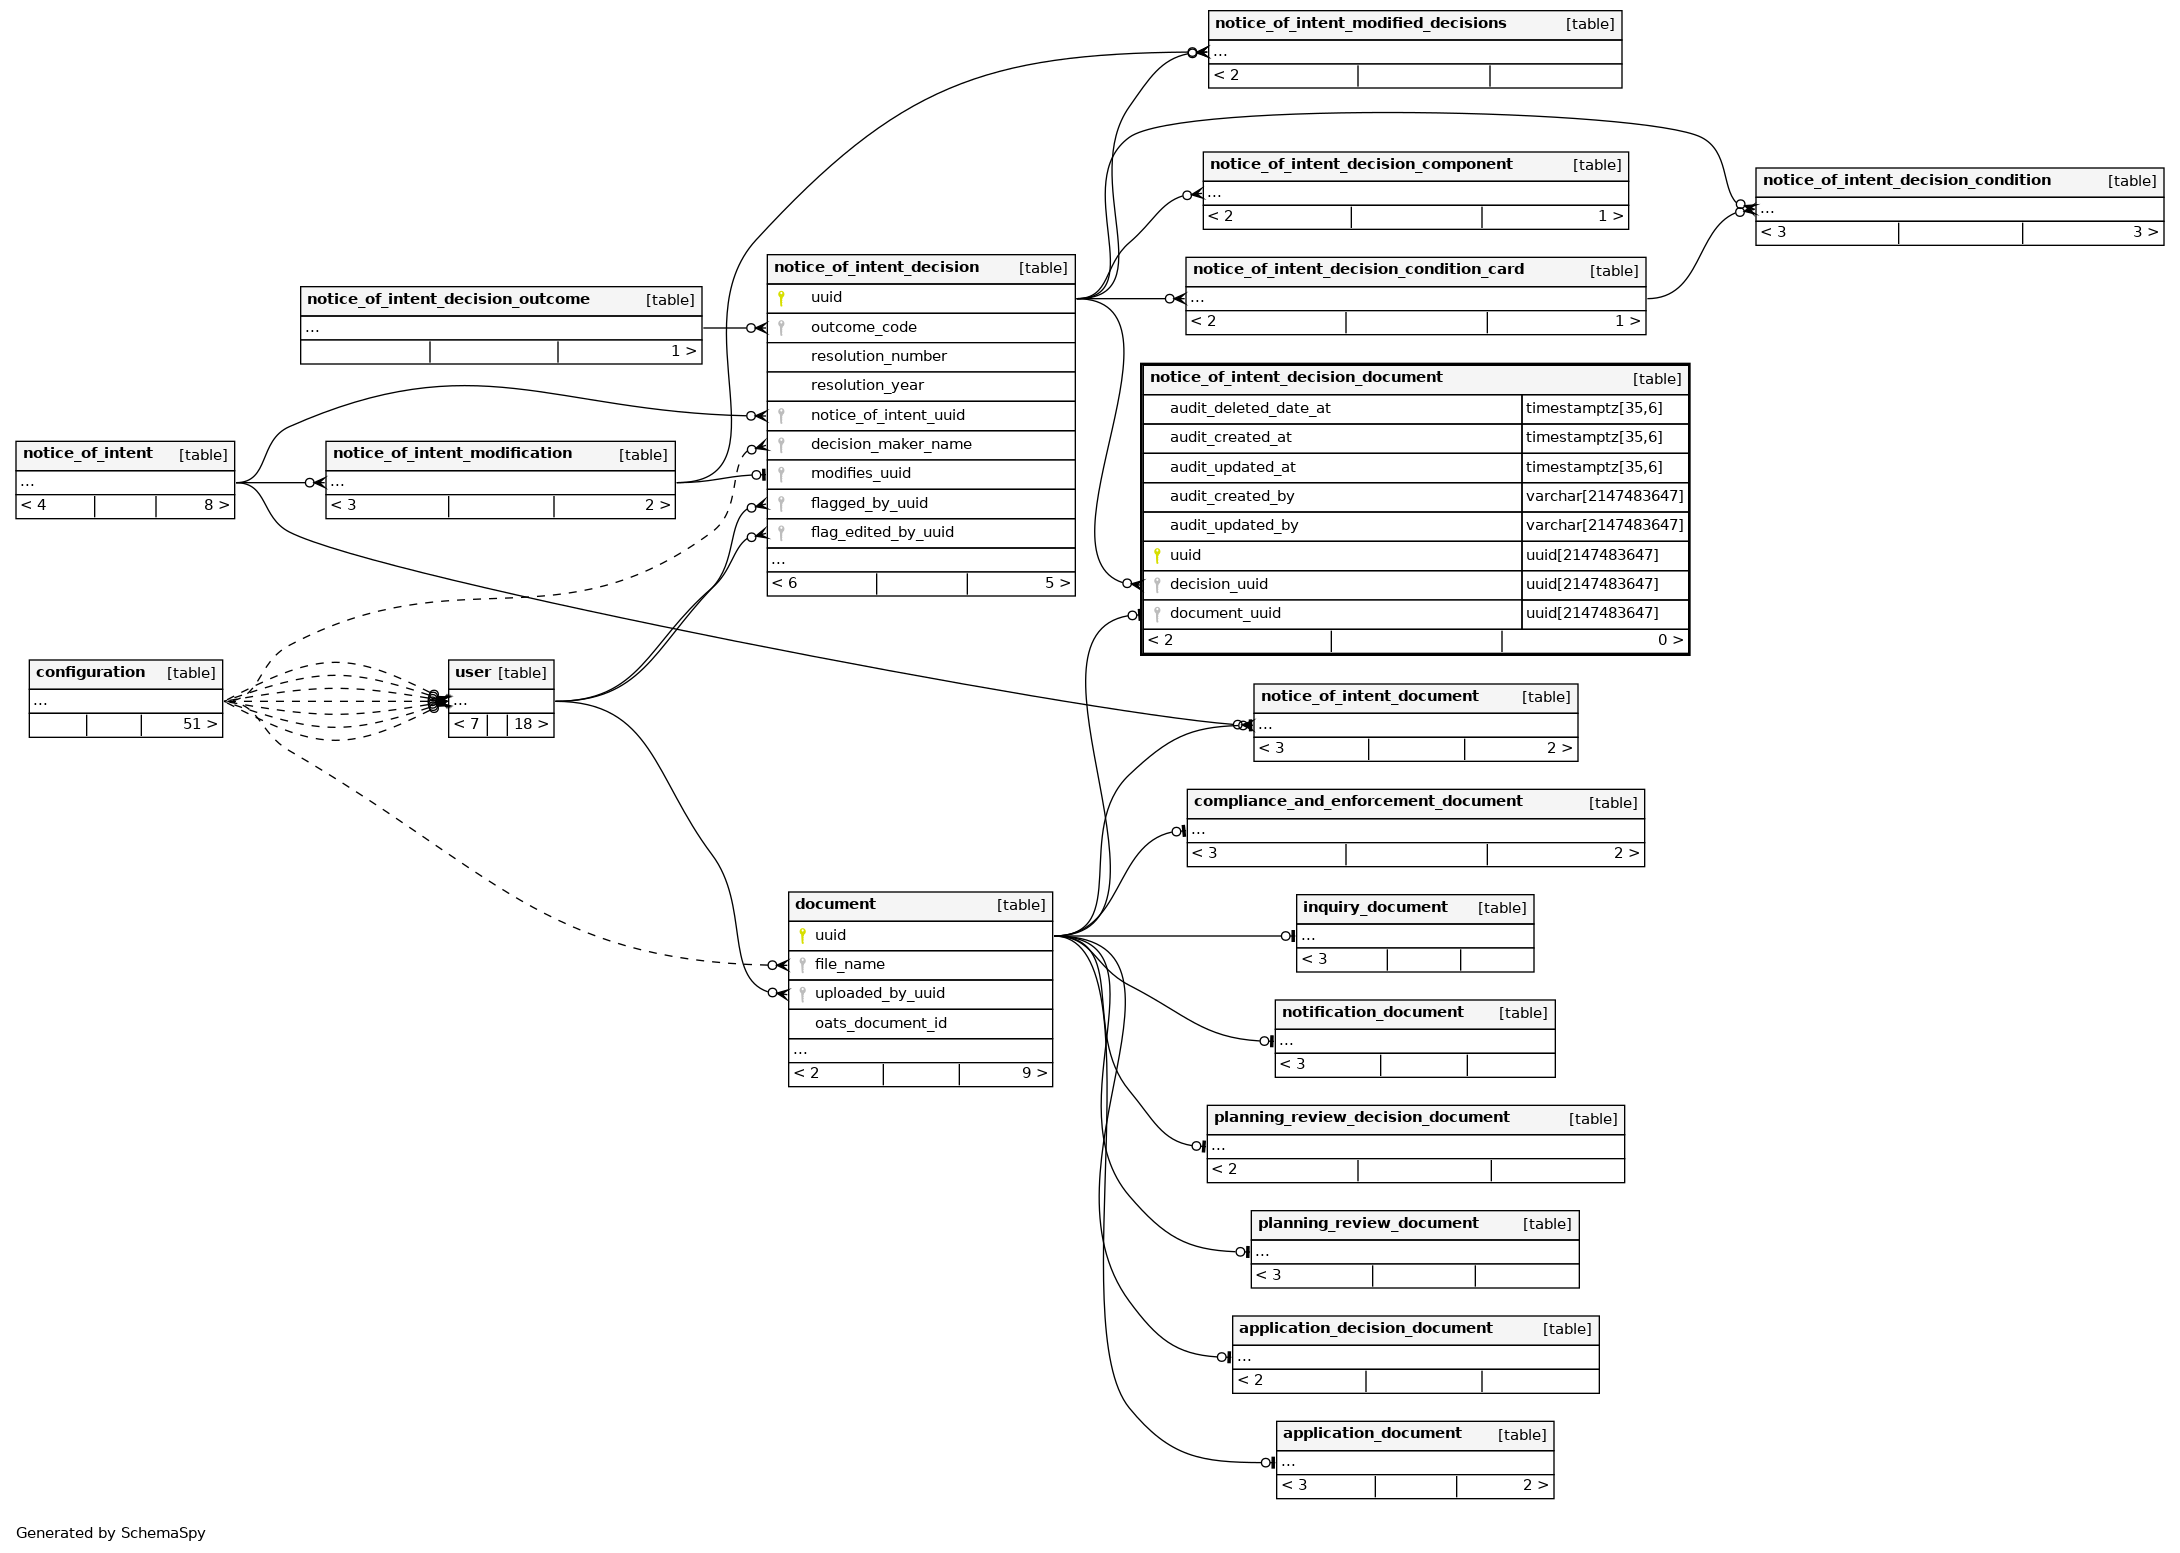 notice_of_intent_modified_decisions [table]
...
< 2
notice_of_intent_decision_component [table]
...
< 2 1 >
notice_of_intent_decision_condition [table]
...
< 3 3 >
notice_of_intent_decision [table]
uuid
outcome_code
resolution_number
resolution_year
notice_of_intent_uuid
decision_maker_name
modifies_uuid
flagged_by_uuid
flag_edited_by_uuid
...
< 6 5 >
notice_of_intent_decision_condition_card [table]
...
< 2 1 >
notice_of_intent_decision_outcome [table]
...
1 >
notice_of_intent_decision_document [table]
audit_deleted_date_at timestamptz[35,6]
audit_created_at timestamptz[35,6]
audit_updated_at timestamptz[35,6]
audit_created_by varchar[2147483647]
audit_updated_by varchar[2147483647]
uuid uuid[2147483647]
decision_uuid uuid[2147483647]
document_uuid uuid[2147483647]
< 2 0 >
notice_of_intent [table]
...
< 4 8 >
notice_of_intent_modification [table]
...
< 3 2 >
configuration [table]
...
51 >
user [table]
...
< 7 18 >
notice_of_intent_document [table]
...
< 3 2 >
compliance_and_enforcement_document [table]
...
< 3 2 >
document [table]
uuid
file_name
uploaded_by_uuid
oats_document_id
...
< 2 9 >
inquiry_document [table]
...
< 3
notification_document [table]
...
< 3
planning_review_decision_document [table]
...
< 2
planning_review_document [table]
...
< 3
application_decision_document [table]
...
< 2
application_document [table]
...
< 3 2 >
Generated by SchemaSpy